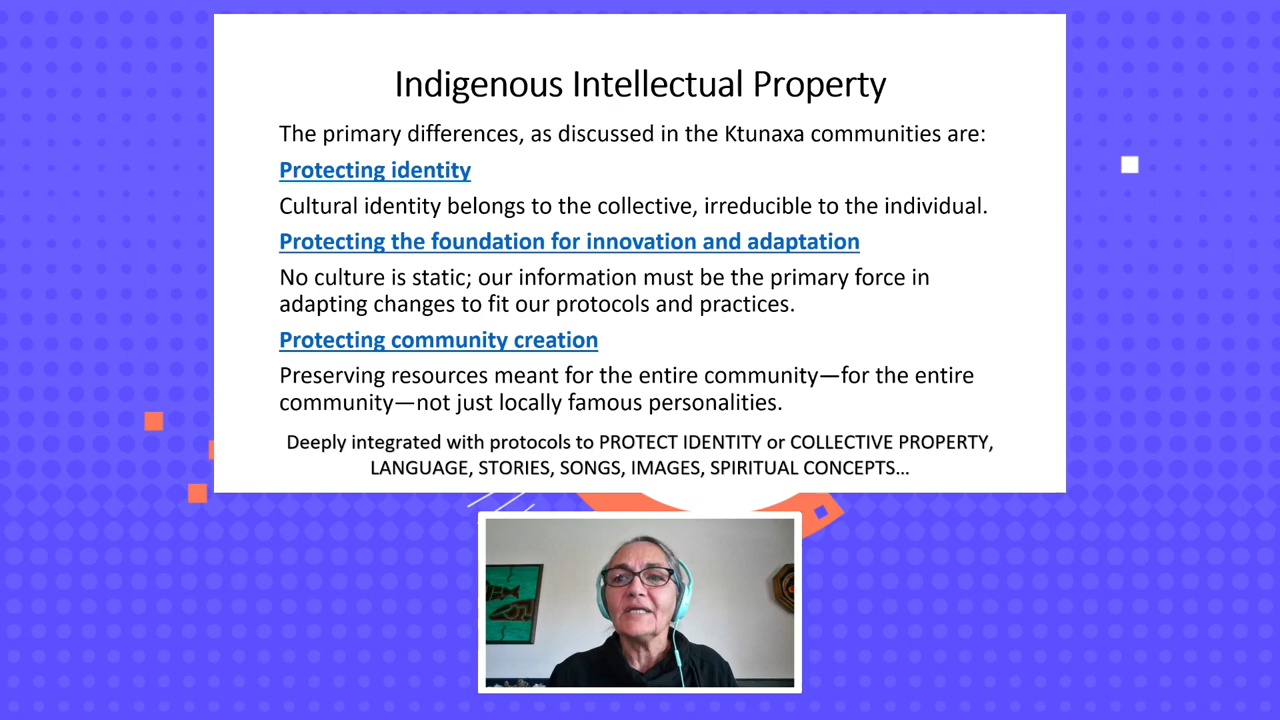 Indigenous Intellectual Property
The primary differences, as discussed in the Ktunaxa communities are:
Protecting identity
Cultural identity belongs to the collective, irreducible to the individual.
Protecting the foundation for innovation and adaptation
No culture is static; our information must be the primary force in
adapting changes to fit our protocols and practices.
Protecting community creation
Preserving resources meant for the entire community—for the entire
community—not just locally famous personalities.
Deeply integrated with protocols to PROTECT IDENTITY or COLLECTIVE PROPERTY,
LANGUAGE, STORIES, SONGS, IMAGES, SPIRITUAL CONCEPTS...